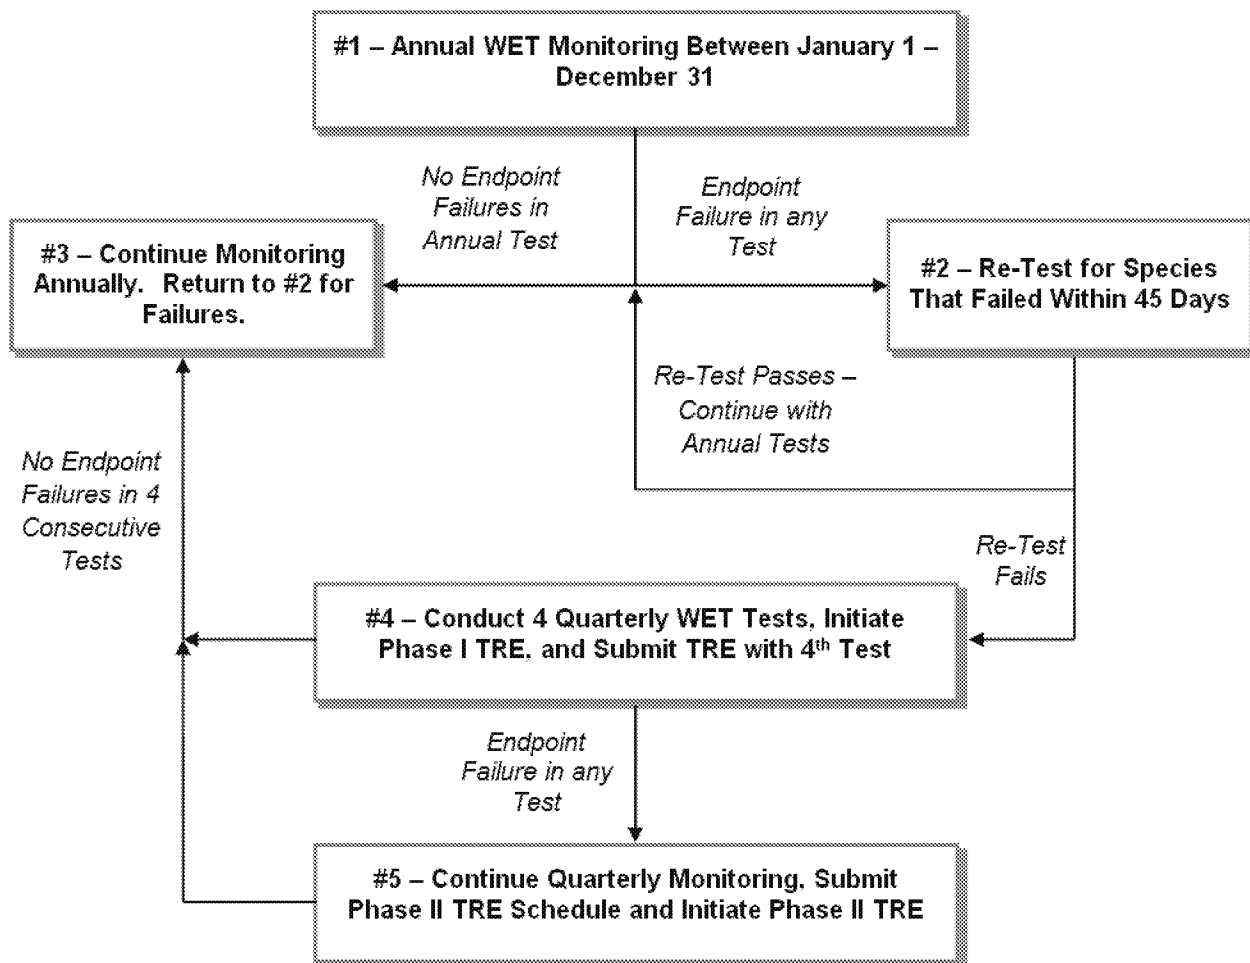 #1 – Annual WET Monitoring Between January 1 –
December 31
No Endpoint
Failures in
Annual Test
Endpoint
Failure in any
Test
#3 – Continue Monitoring
Annually. Return to #2 for
Failures.
#2 – Re-Test for Species
That Failed Within 45 Days
Re-Test Passes –
Continue with
Annual Tests
No Endpoint
Failures in 4
Consecutive
Tests
Re-Test
Fails
#4 – Conduct 4 Quarterly WET Tests, Initiate
Phase I TRE, and Submit TRE with 4th Test
Endpoint
Failure in any
Test
#5 – Continue Quarterly Monitoring, Submit
Phase II TRE Schedule and Initiate Phase II TRE